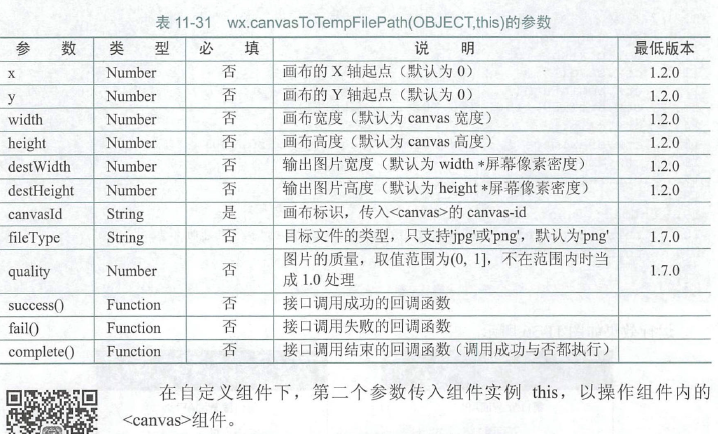 表 11-31 wx.canvasToTempFilePath(OBJECT,this)的参数
参 数 类 型 必 填 说 明 最低版本
x Number 否 画布的 X 轴起点（默认为 0） 1.2.0
y Number 否 画布的 Y 轴起点（默认为 0） 1.2.0
width Number 否 画布宽度（默认为 canvas 宽度） 1.2.0
height Number 否 画布高度（默认为 canvas 高度） 1.2.0
destWidth Number 否 输出图片宽度（默认为 width *屏幕像素密度） 1.2.0
destHeight Number 否 输出图片高度（默认为 height *屏幕像素密度） 1.2.0
canvasId String 是 画布标识，传入<canvas>的 canvas-id
fileType String 否 目标文件的类型，只支持'jpg'或'png'，默认为'png' 1.7.0
quality Number 否 图片的质量，取值范围为(0, 1]，不在范围内时当
成 1.0 处理 1.7.0
success() Function 否 接口调用成功的回调函数
fail() Function 否 接口调用失败的回调函数
complete() Function 否 接口调用结束的回调函数（调用成功与否都执行）
在自定义组件下，第二个参数传入组件实例 this，以操作组件内的
<canvas>组件。